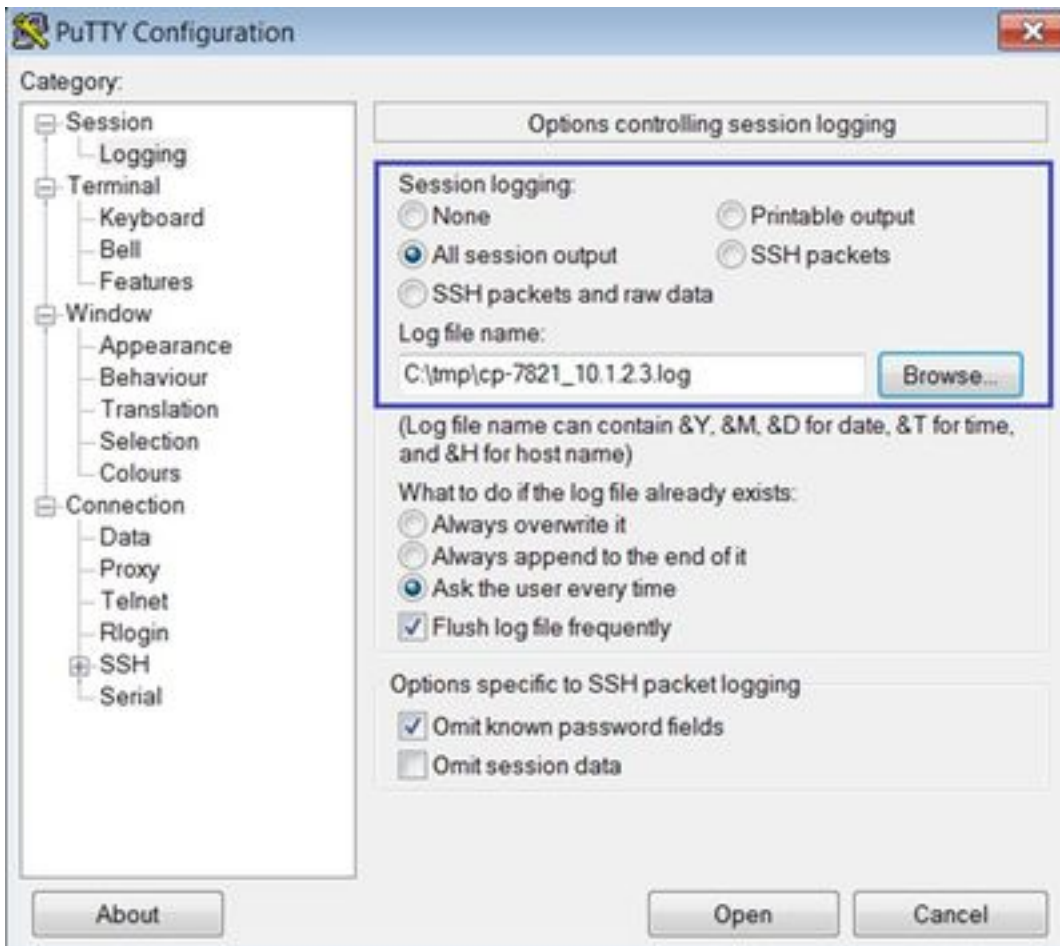 PuTTY Configuration
Category:
Session
Logging
Terminal
Keyboard
Bell
Features
Window
Appearance
Behaviour
Translation
Selection
Colours
Connection
Data
Proxy
Telnet
Rlogin
SSH
Serial
Options controlling session logging
Session logging:
None
Printable output
All session output
SSH packets
SSH packets and raw data
Log file name:
C:\tmp\cp-7821_10.1.2.3.log
Browse...
(Log file name can contain &Y, &M, &D for date, &T for time,
and &H for host name)
What to do if the log file already exists:
Always overwrite it
Always append to the end of it
Ask the user every time
Flush log file frequently
Options specific to SSH packet logging
Omit known password fields
Omit session data
About
Open
Cancel